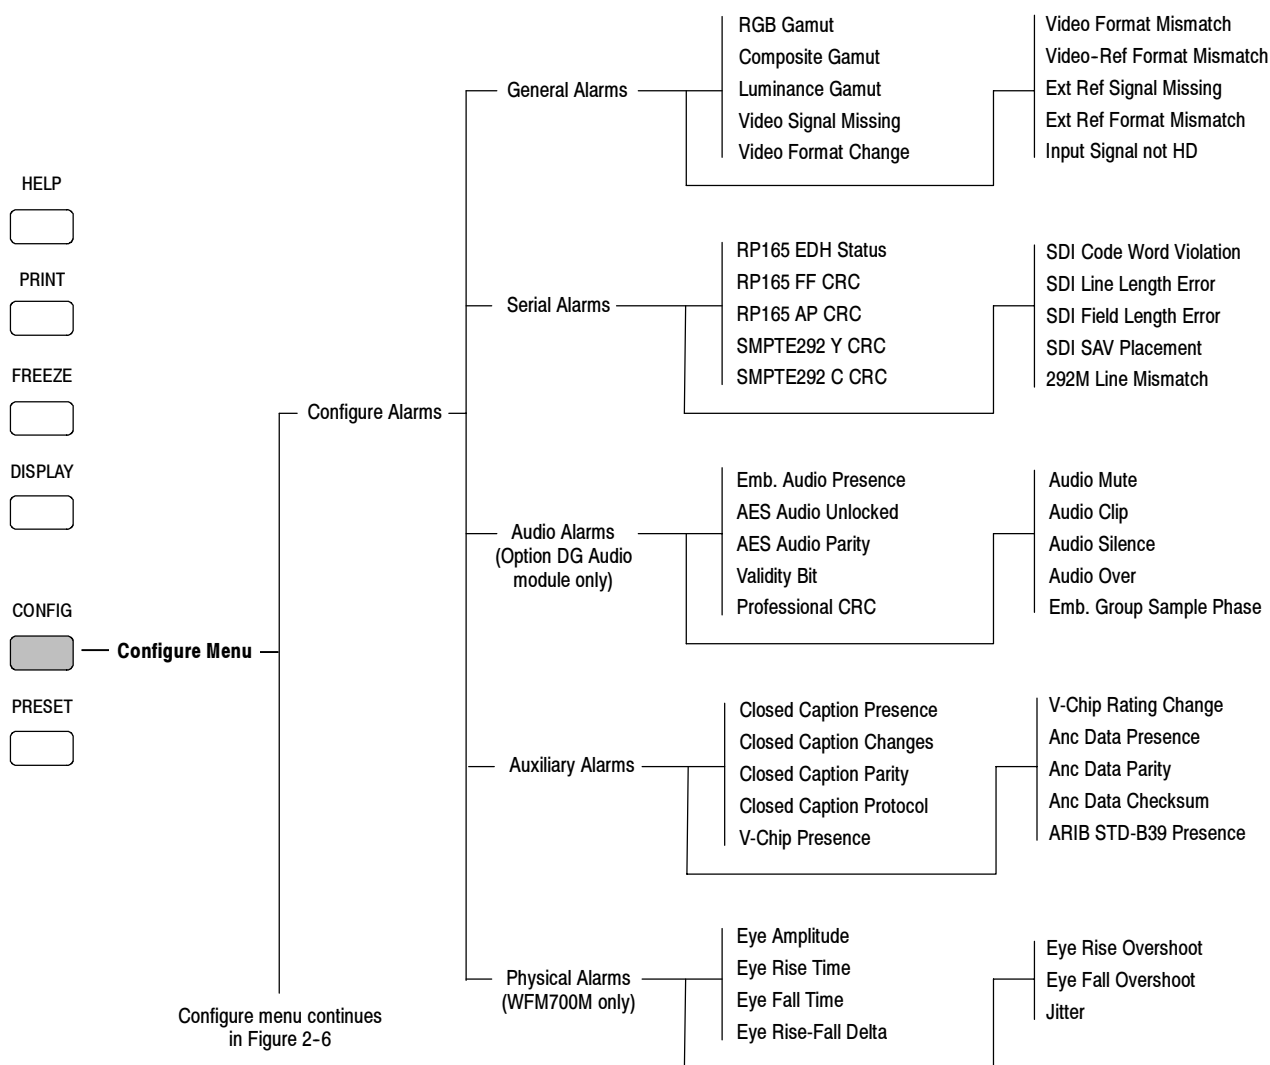 HELP
PRINT
FREEZE
DISPLAY
CONFIG
PRESET
Configure Menu
Configure menu continues
in Figure 2-6
Configure Alarms
General Alarms
RGB Gamut
Composite Gamut
Luminance Gamut
Video Signal Missing
Video Format Change
Video Format Mismatch
Video-Ref Format Mismatch
Ext Ref Signal Missing
Ext Ref Format Mismatch
Input Signal not HD
Serial Alarms
RP165 EDH Status
RP165 FF CRC
RP165 AP CRC
SMPTE292 Y CRC
SMPTE292 C CRC
SDI Code Word Violation
SDI Line Length Error
SDI Field Length Error
SDI SAV Placement
292M Line Mismatch
Audio Alarms
(Option DG Audio
module only)
Emb. Audio Presence
AES Audio Unlocked
AES Audio Parity
Validity Bit
Professional CRC
Audio Mute
Audio Clip
Audio Silence
Audio Over
Emb. Group Sample Phase
Auxiliary Alarms
Closed Caption Presence
Closed Caption Changes
Closed Caption Parity
Closed Caption Protocol
V-Chip Presence
V-Chip Rating Change
Anc Data Presence
Anc Data Parity
Anc Data Checksum
ARIB STD-B39 Presence
Physical Alarms
(WFM700M only)
Eye Amplitude
Eye Rise Time
Eye Fall Time
Eye Rise-Fall Delta
Eye Rise Overshoot
Eye Fall Overshoot
Jitter